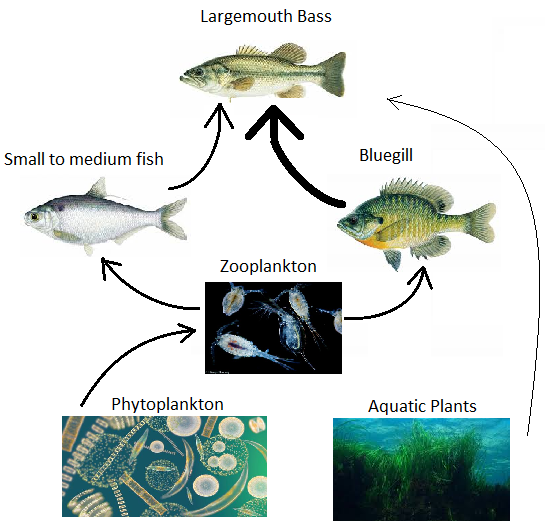 Largemouth Bass
Small to medium fish
Bluegill
Zooplankton
Phytoplankton
Aquatic Plants